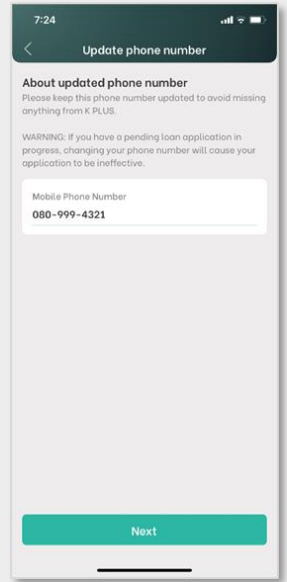 7:24
Update phone number
About updated phone number
Please keep this phone number updated to avoid missing
anything from K PLUS.
WARNING: If you have a pending loan application in
progress, changing your phone number will cause your
application to be ineffective.
Mobile Phone Number
080-999-4321
Next